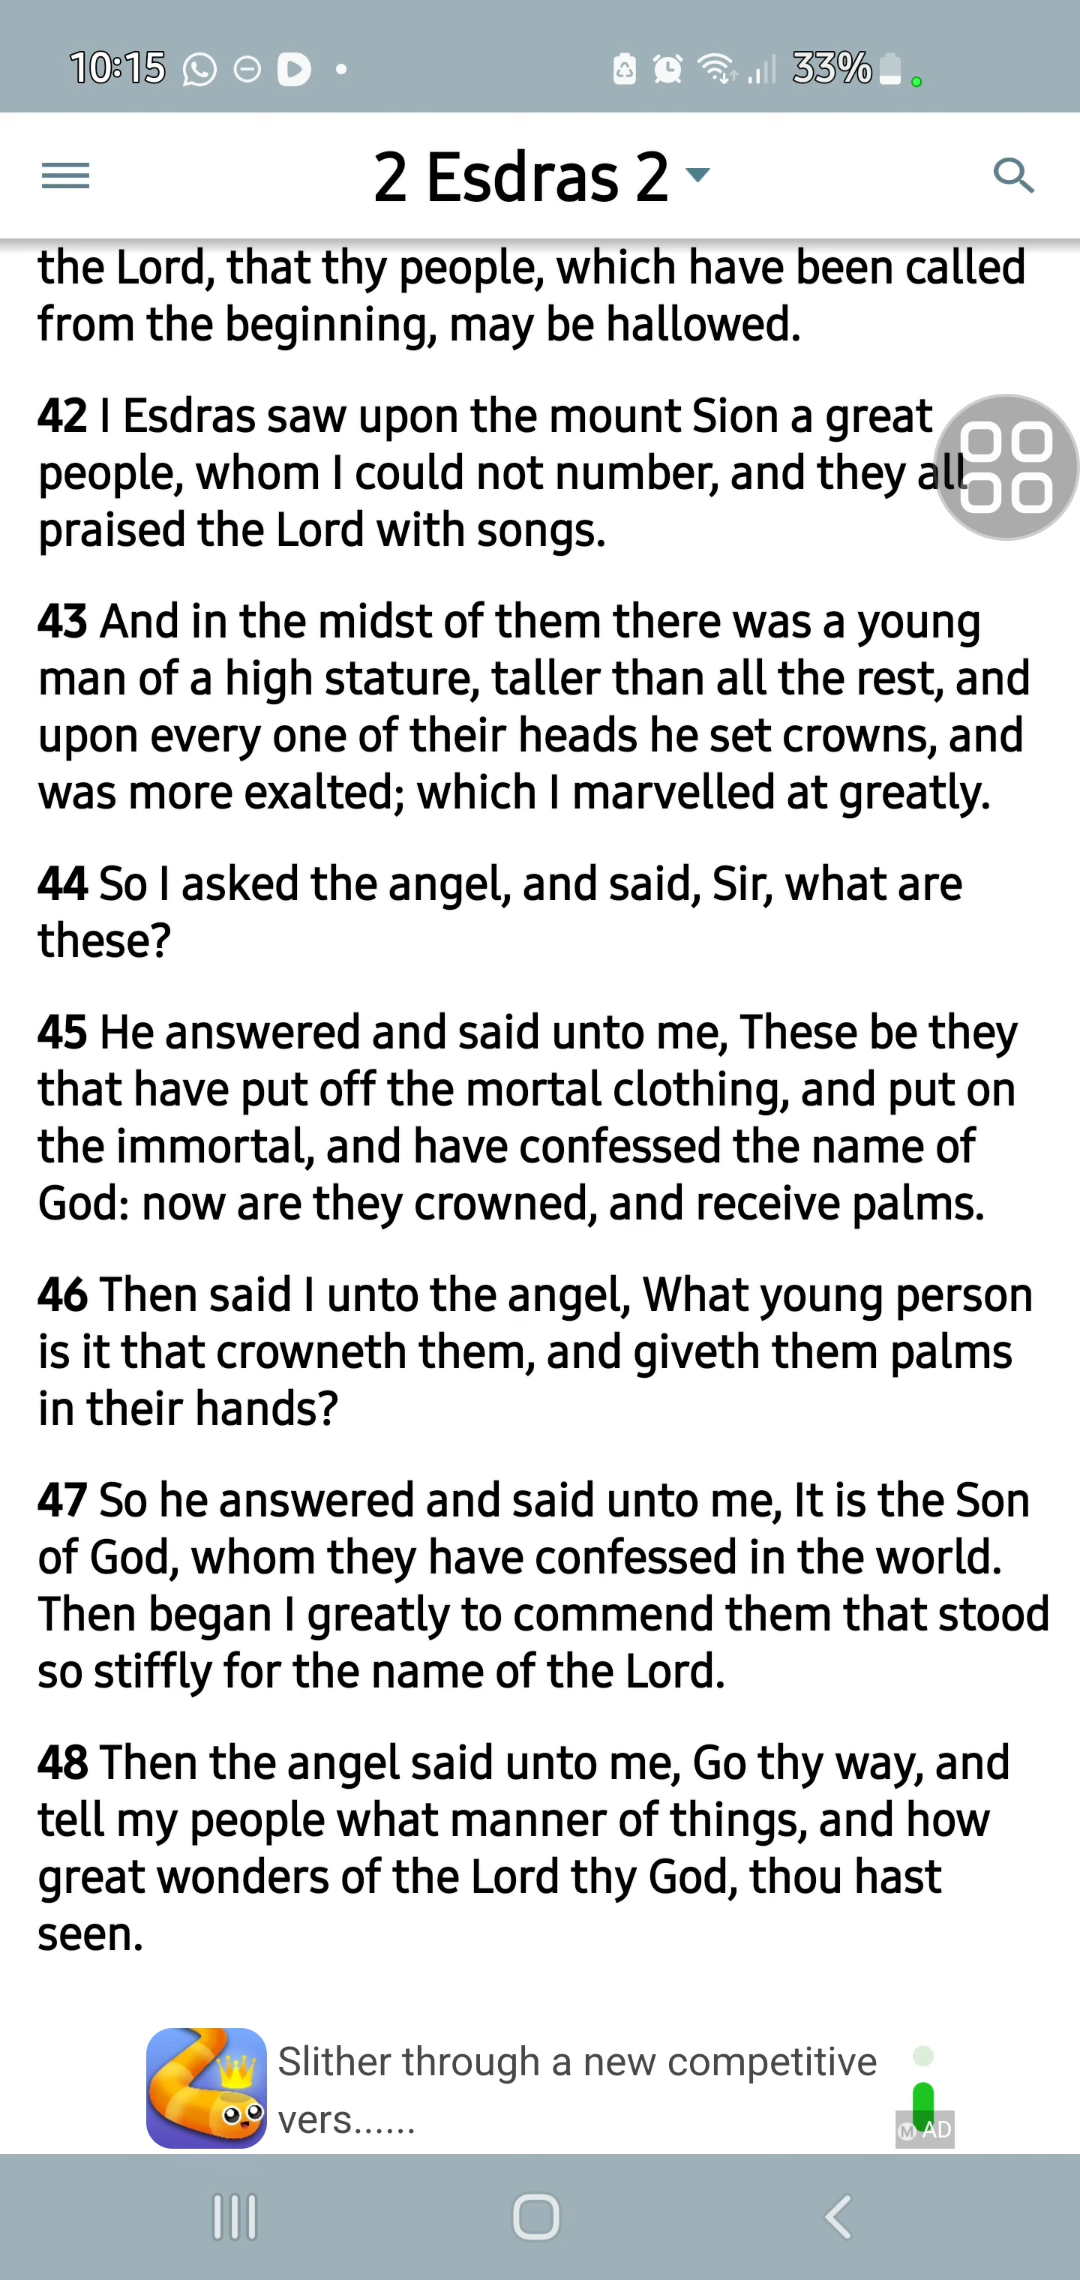 10:15
33%
2 Esdras 2
the Lord, that thy people, which have been called
from the beginning, may be hallowed.
42 I Esdras saw upon the mount Sion a great
people, whom I could not number, and they all
praised the Lord with songs.
43 And in the midst of them there was a young
man of a high stature, taller than all the rest, and
upon every one of their heads he set crowns, and
was more exalted; which I marvelled at greatly.
44 So I asked the angel, and said, Sir, what are
these?
45 He answered and said unto me, These be they
that have put off the mortal clothing, and put on
the immortal, and have confessed the name of
God: now are they crowned, and receive palms.
46 Then said I unto the angel, What young person
is it that crowneth them, and giveth them palms
in their hands?
47 So he answered and said unto me, It is the Son
of God, whom they have confessed in the world.
Then began I greatly to commend them that stood
so stiffly for the name of the Lord.
48 Then the angel said unto me, Go thy way, and
tell my people what manner of things, and how
great wonders of the Lord thy God, thou hast
seen.
Slither through a new competitive
vers......
M AD